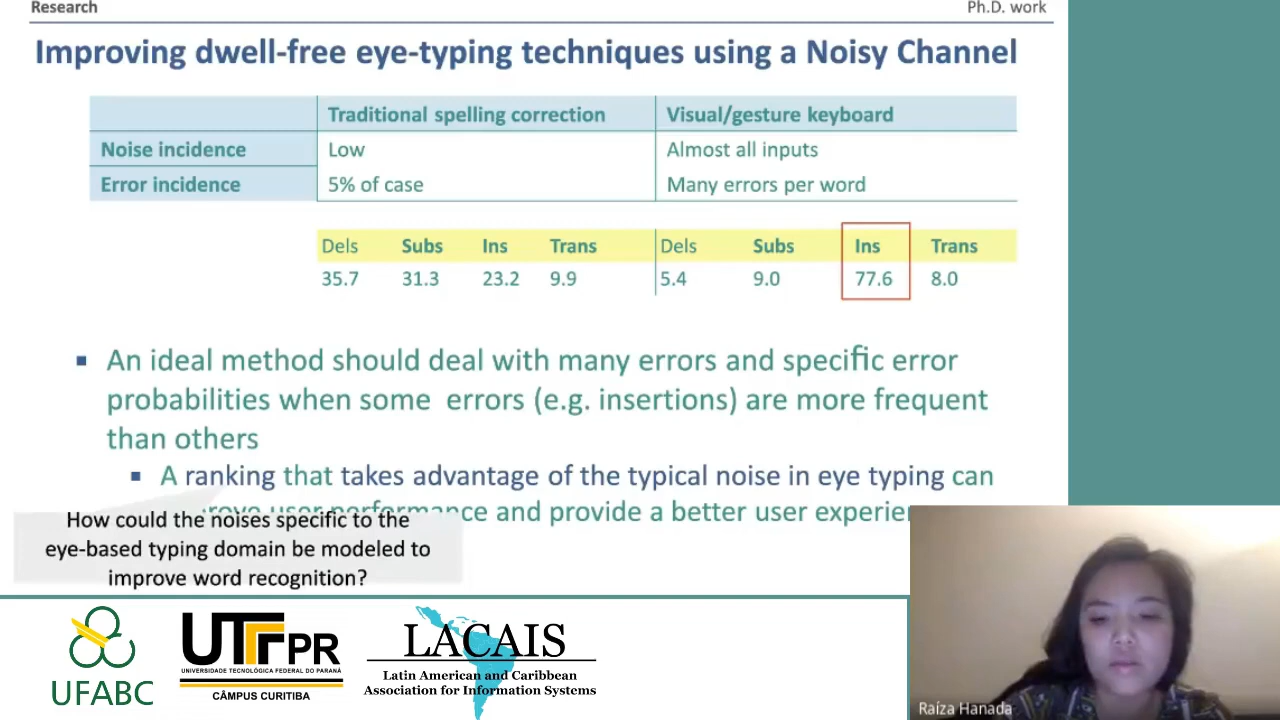 Research Ph.D. work
Improving dwell-free eye-typing techniques using a Noisy Channel
Traditional spelling correction Visual/gesture keyboard
Noise incidence Low Almost all inputs
Error incidence 5% of case Many errors per word
Dels Subs Ins Trans Dels Subs Ins Trans
35.7 31.3 23.2 9.9 5.4 9.0 77.6 8.0
An ideal method should deal with many errors and specific error
probabilities when some errors (e.g. insertions) are more frequent
than others
A ranking that takes advantage of the typical noise in eye typing can
and provide a better user
How could the noises specific to the
eye-based typing domain be modeled to
improve word recognition?
UFABC
UTFPR
UNIVERSIDADE TECNOLÓGICA FEDERAL DO PARANÁ
CÂMPUS CURITIBA
LACAIS
Latin American and Caribbean
Association for Information Systems
Raíza Hanada